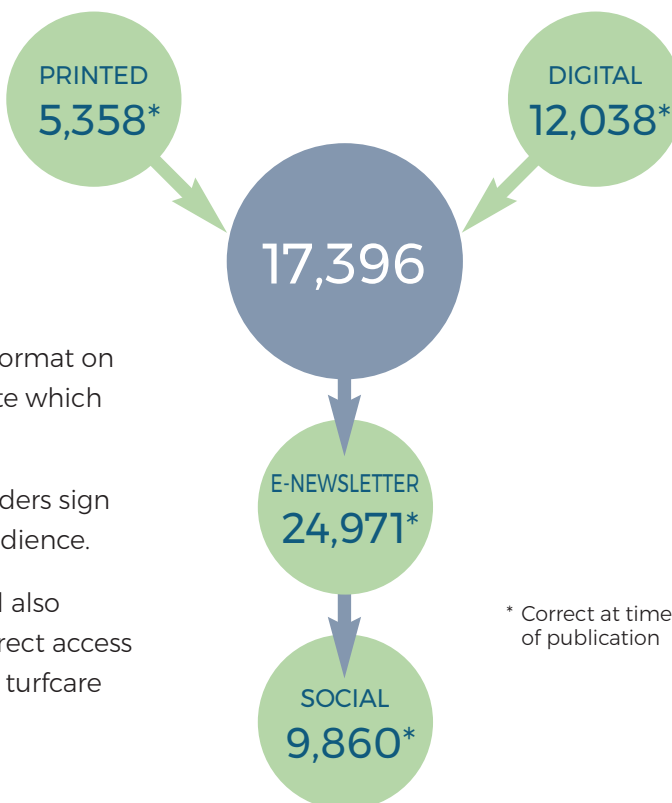 PRINTED
5,358*
DIGITAL
12,038*
17,396
ormat on
which
ders sign
dience.
also
rect access
turfcare
E-NEWSLETTER
24,971*
* Correct at time
of publication
SOCIAL
9,860*